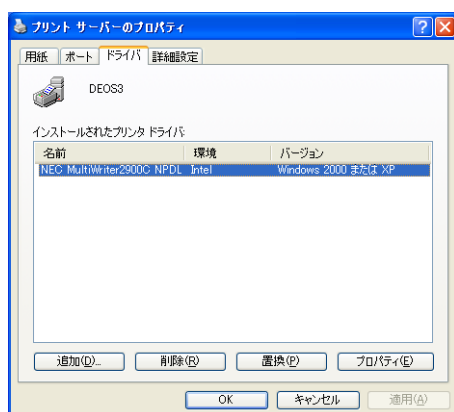 プリント サーバーのプロパティ
用紙 ポート ドライバ 詳細設定
DEOS3
インストールされたプリンタ ドライバ:
名前 環境 バージョン
NEC MultiWriter2900C NPDL Intel Windows 2000 または XP
追加(D)... 削除(R) 置換(P) プロパティ(E)
OK キャンセル 適用(A)